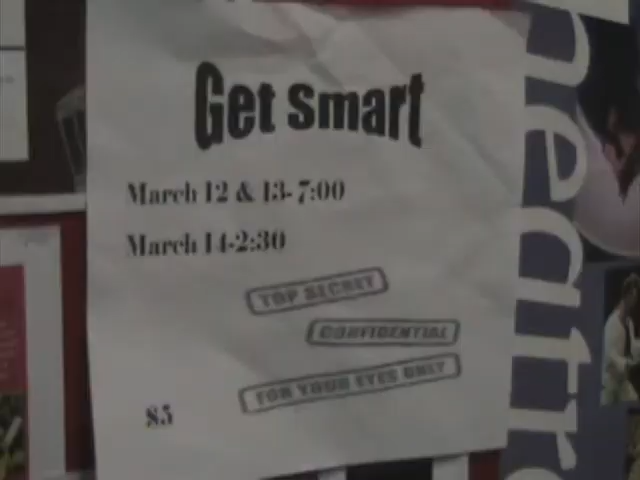 Get Smart
March 12 & 13-7:00
March 14-2:30
TOP SECRET
CONFIDENTIAL
FOR YOUR EYES ONLY
$5
heatre